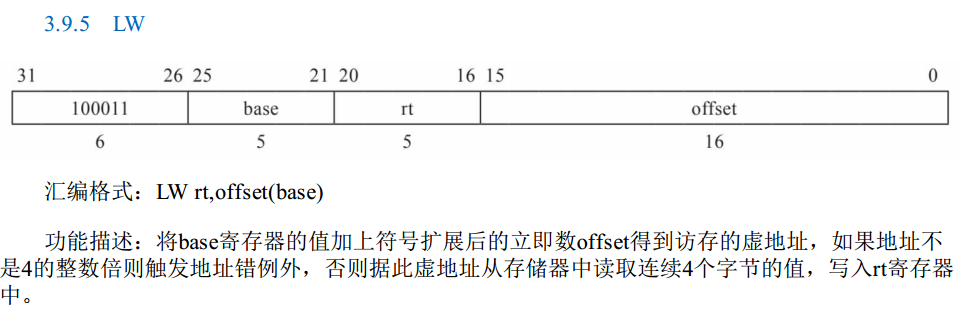 3.9.5 LW
31 26 25 21 20 16 15 0
100011 base rt offset
6 5 5 16
汇编格式：LW rt,offset(base)
功能描述：将base寄存器的值加上符号扩展后的立即数offset得到访存的虚地址，如果地址不
是4的整数倍则触发地址错例外，否则据此虚地址从存储器中读取连续4个字节的值，写入rt寄存器
中。